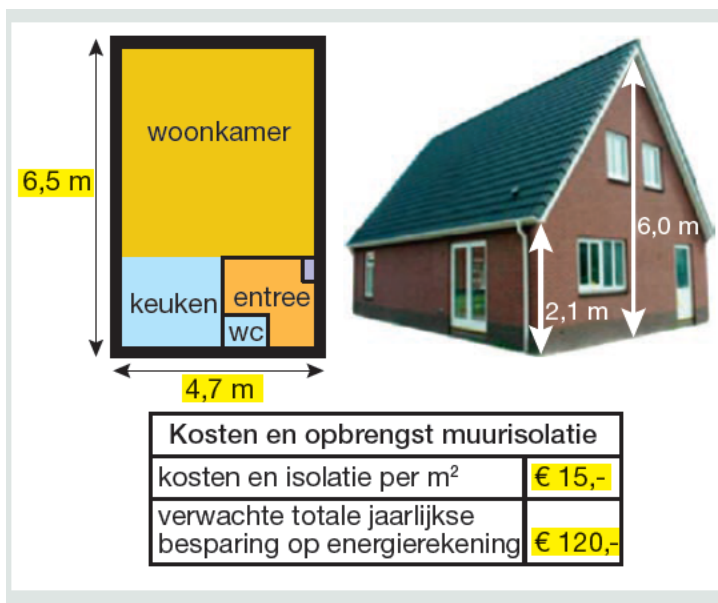 woonkamer
6,5 m
keuken
entree
wc
4,7 m
6,0 m
2,1 m
Kosten en opbrengst muurisolatie
kosten en isolatie per m²
€ 15,-
verwachte totale jaarlijkse
besparing op energierekening
€ 120,-